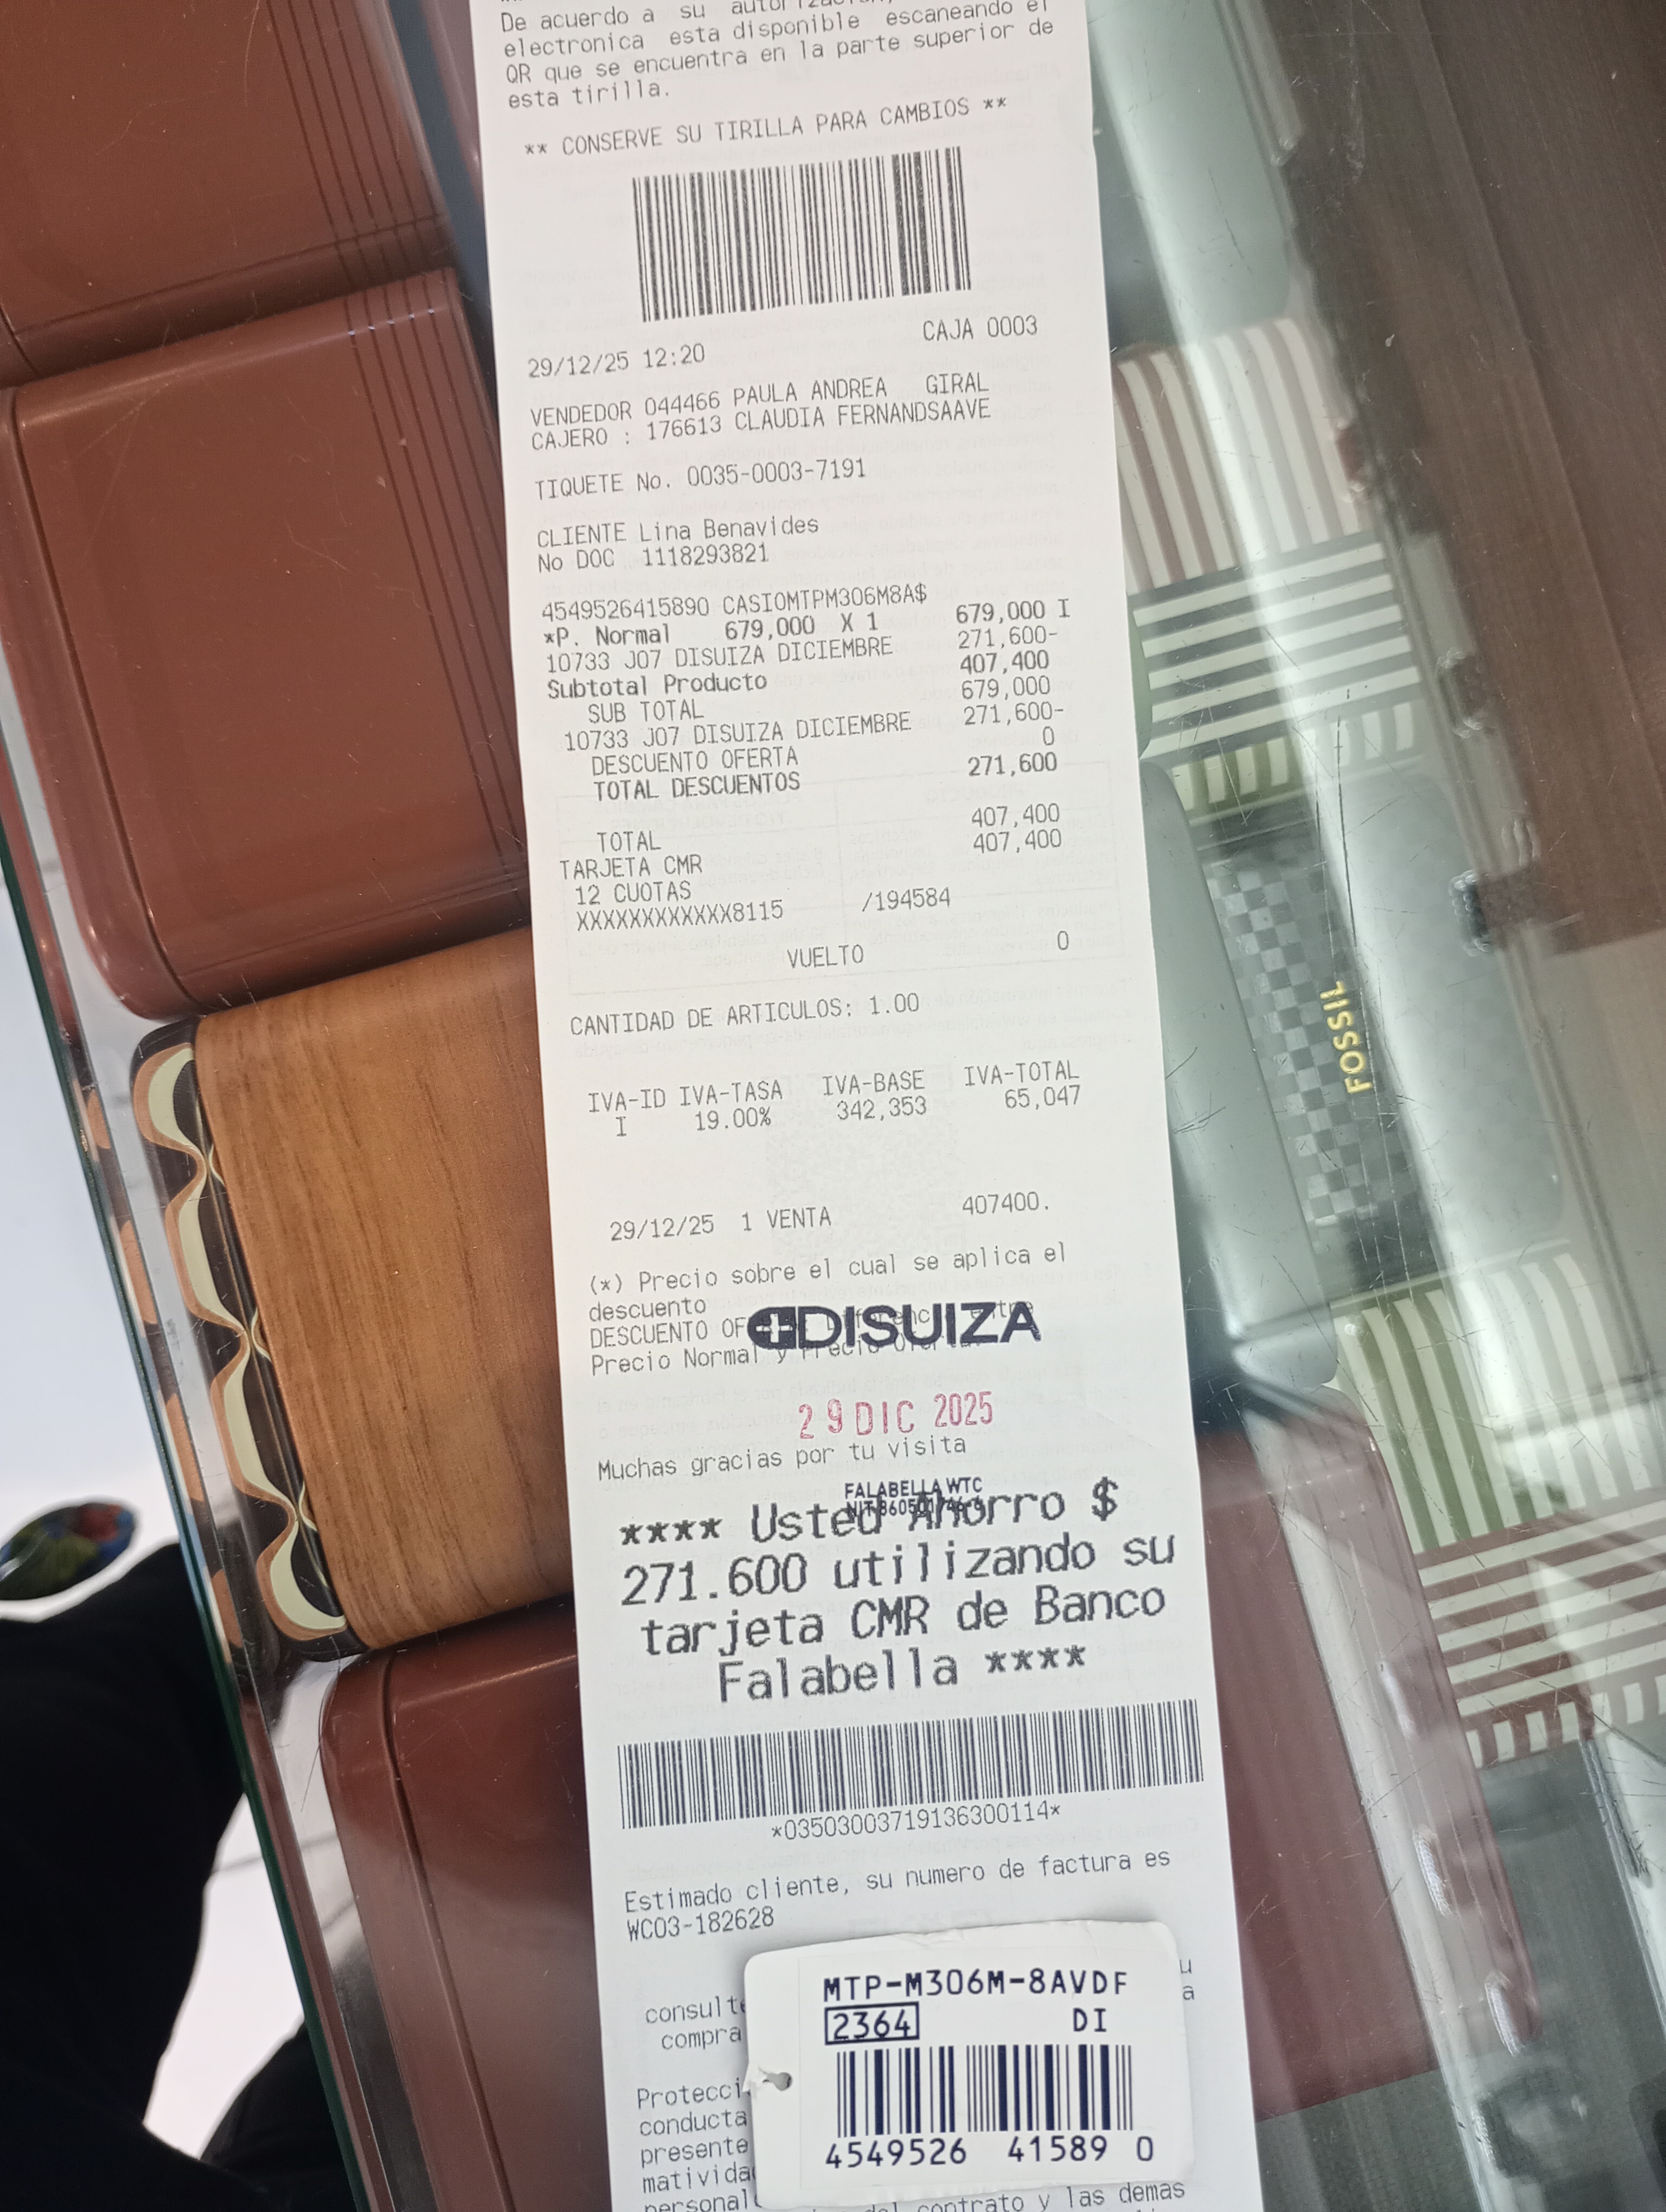 De acuerdo a su
electronica esta disponible escaneando el
QR que se encuentra en la parte superior de
esta tirilla.
** CONSERVE SU TIRILLA PARA CAMBIOS **
CAJA 0003
29/12/25 12:20
VENDEDOR 044466 PAULA ANDREA GIRAL
CAJERO : 176613 CLAUDIA FERNANDSAAVE
TIQUETE No. 0035-0003-7191
CLIENTE Lina Benavides
No DOC 1118293821
4549526415890 CASIOMTPM306M8A$
*P. Normal 679,000 X 1 679,000 I
10733 J07 DISUIZA DICIEMBRE 271,600-
Subtotal Producto 407,400
SUB TOTAL 679,000
10733 J07 DISUIZA DICIEMBRE 271,600-
DESCUENTO OFERTA 0
TOTAL DESCUENTOS 271,600
TOTAL 407,400
TARJETA CMR 407,400
12 CUOTAS
XXXXXXXXXXXX8115 /194584
VUELTO 0
CANTIDAD DE ARTICULOS: 1.00
IVA-ID IVA-TASA IVA-BASE IVA-TOTAL
I 19.00% 342,353 65,047
29/12/25 1 VENTA 407400.
(*) Precio sobre el cual se aplica el
descuento
DISUIZA
DESCUENTO
Precio Normal y
29 DIC 2025
Muchas gracias por tu visita
FALABELLA WTC
**** Usted Ahorro $
271.600 utilizando su
tarjeta CMR de Banco
Falabella ****
*03503003719136300114*
Estimado cliente, su numero de factura es
WC03-182628
compra
conducta
presente
MTP-M306M-8AVDF
2364 DI
4549526 41589 0
contrato y las demas
FOSSIL